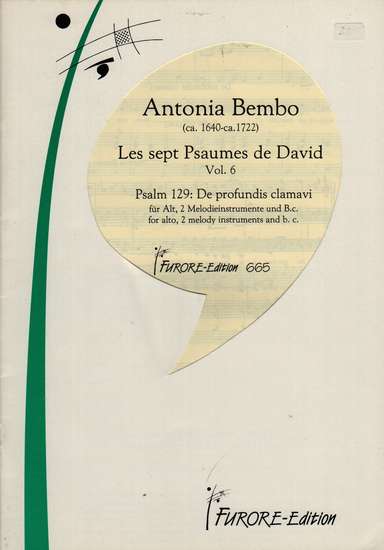 Antonia Bembo
(ca. 1640-ca.1722)
Les sept Psaumes de David
Vol. 6
Psalm 129: De profundis clamavi
für Alt, 2 Melodieinstrumente und B.c.
for alto, 2 melody instruments and b. c.
FURORE-Edition 665
FURORE-Edition